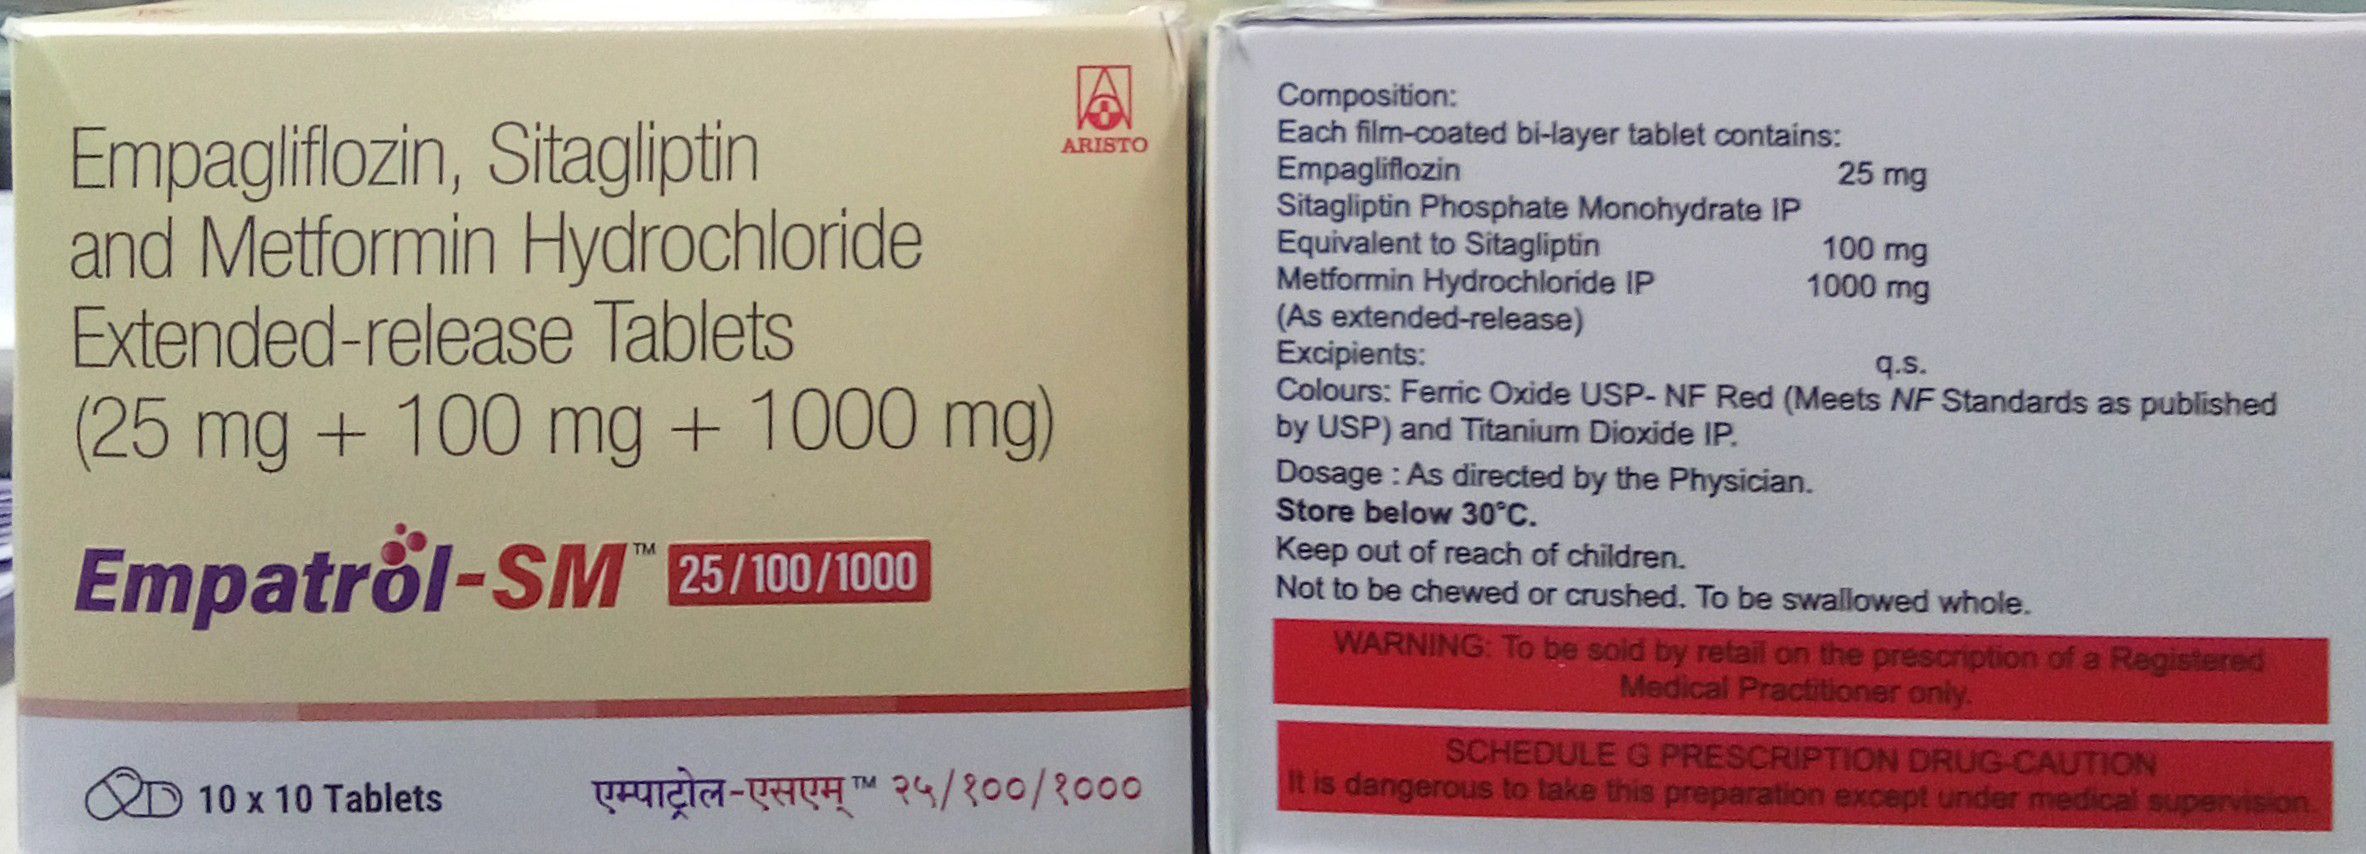 ARISTO
Empagliflozin, Sitagliptin
and Metformin Hydrochloride
Extended-release Tablets
(25 mg + 100 mg + 1000 mg)
Empatrol-SM™ 25/100/1000
10 x 10 Tablets
एम्पाट्रोल-एसएम्™ २५/१००/१०००
Composition:
Each film-coated bi-layer tablet contains:
Empagliflozin 25 mg
Sitagliptin Phosphate Monohydrate IP
Equivalent to Sitagliptin 100 mg
Metformin Hydrochloride IP 1000 mg
(As extended-release)
Excipients: q.s.
Colours: Ferric Oxide USP- NF Red (Meets NF Standards as published
by USP) and Titanium Dioxide IP.
Dosage : As directed by the Physician.
Store below 30°C.
Keep out of reach of children.
Not to be chewed or crushed. To be swallowed whole.
WARNING: To be sold by retail on the prescription of a Registered
Medical Practitioner only.
SCHEDULE G PRESCRIPTION DRUG-CAUTION
It is dangerous to take this preparation except under medical supervision.